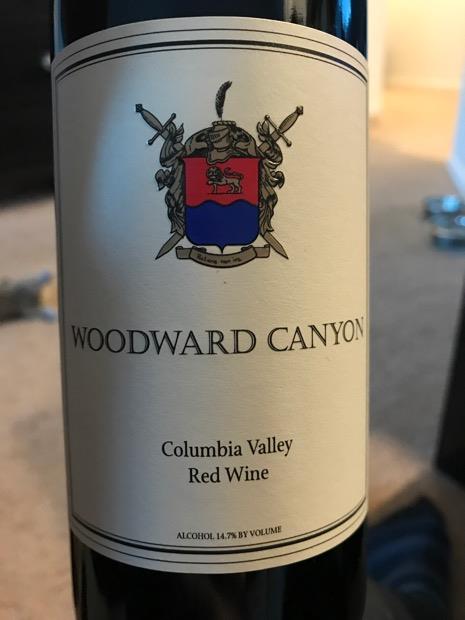 WOODWARD CANYON
Columbia Valley
Red Wine
ALCOHOL 14.7% BY VOLUME